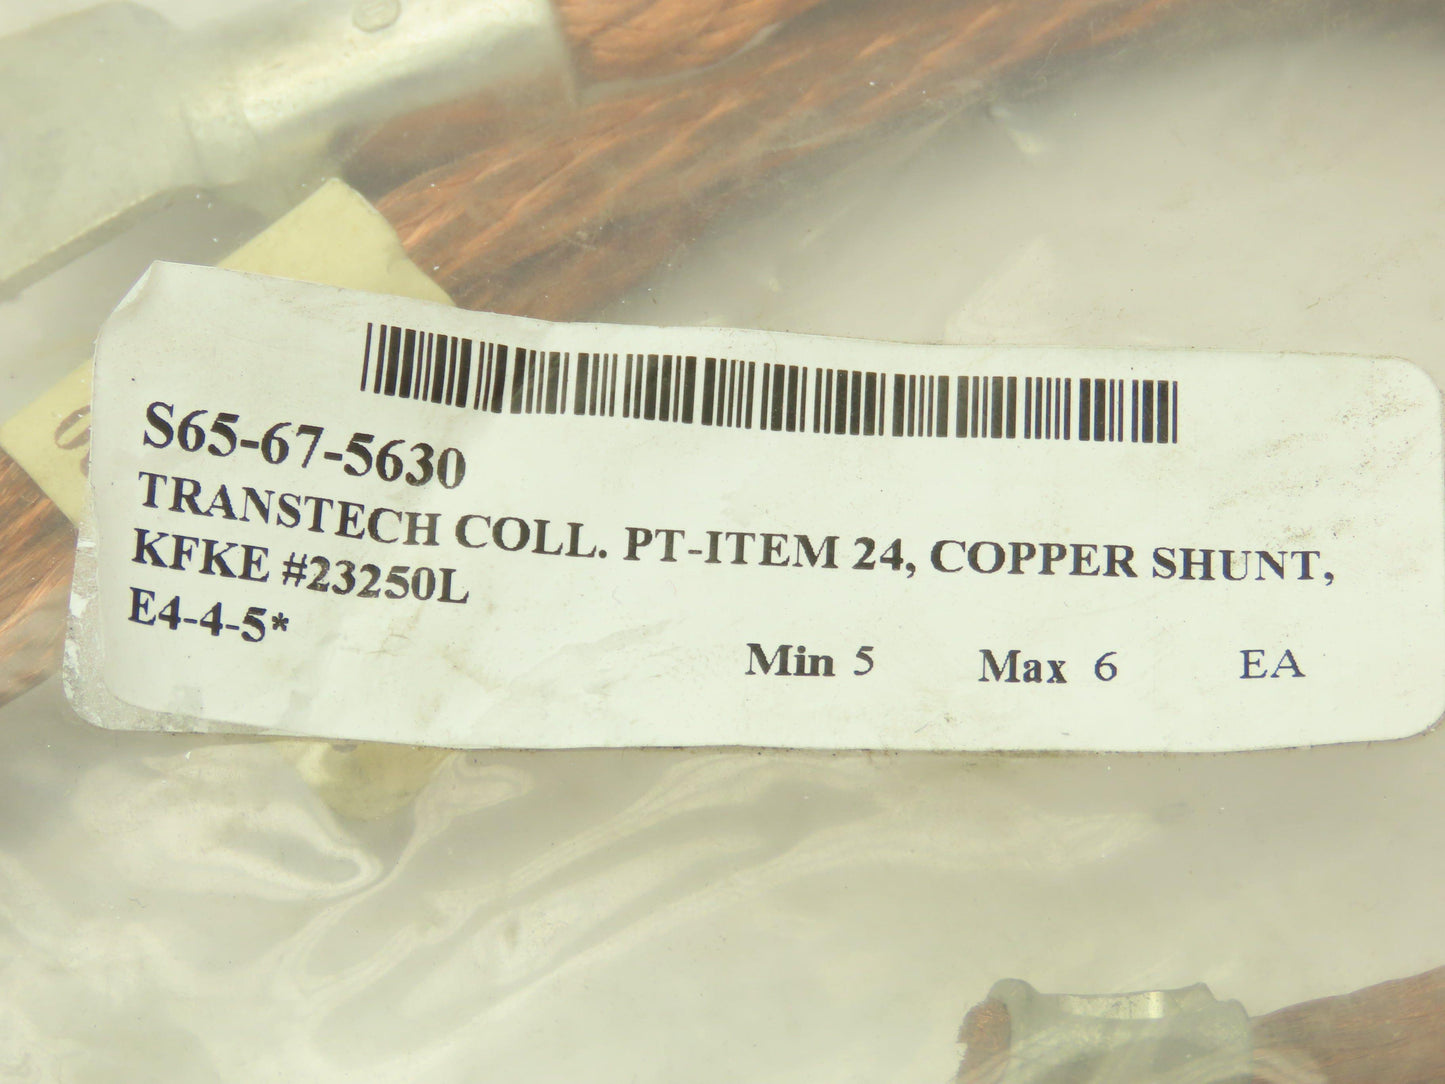 S65-67-5630
TRANSTECH COLL. PT-ITEM 24, COPPER SHUNT,
KFKE #23250L
E4-4-5*
Min 5 Max 6 EA